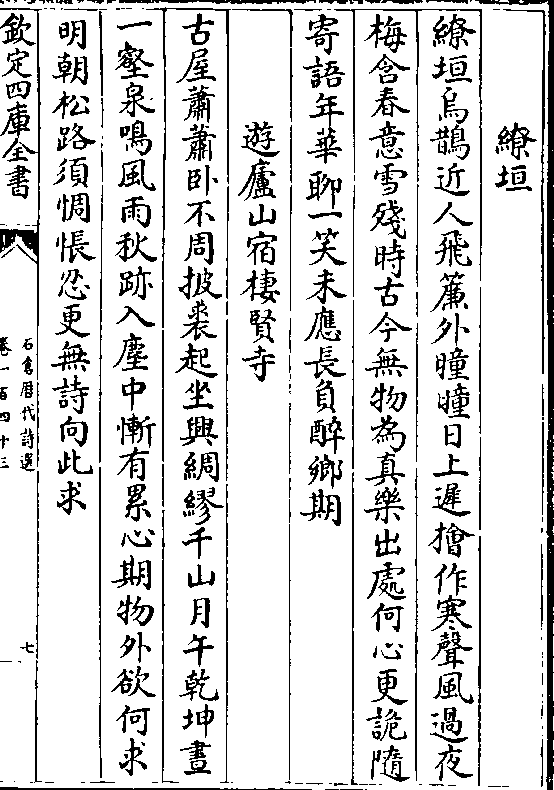 繚垣
繚垣烏鵲近人飛簾外曈曈日上遲擔作寒聲風過夜
梅含春意雪殘時古今無物為真樂出處何心更詭隨
寄語年華聊一笑未應長負醉鄉期
遊廬山宿棲賢寺
古屋蕭蕭卧不周披裘起坐興綢繆千山月午乾坤晝
一壑泉鳴風雨秋跡入塵中慚有累心期物外欲何求
明朝松路須惆悵忍更無詩向此求
欽定四庫全書
石倉歴代詩選
卷一百四十三
七